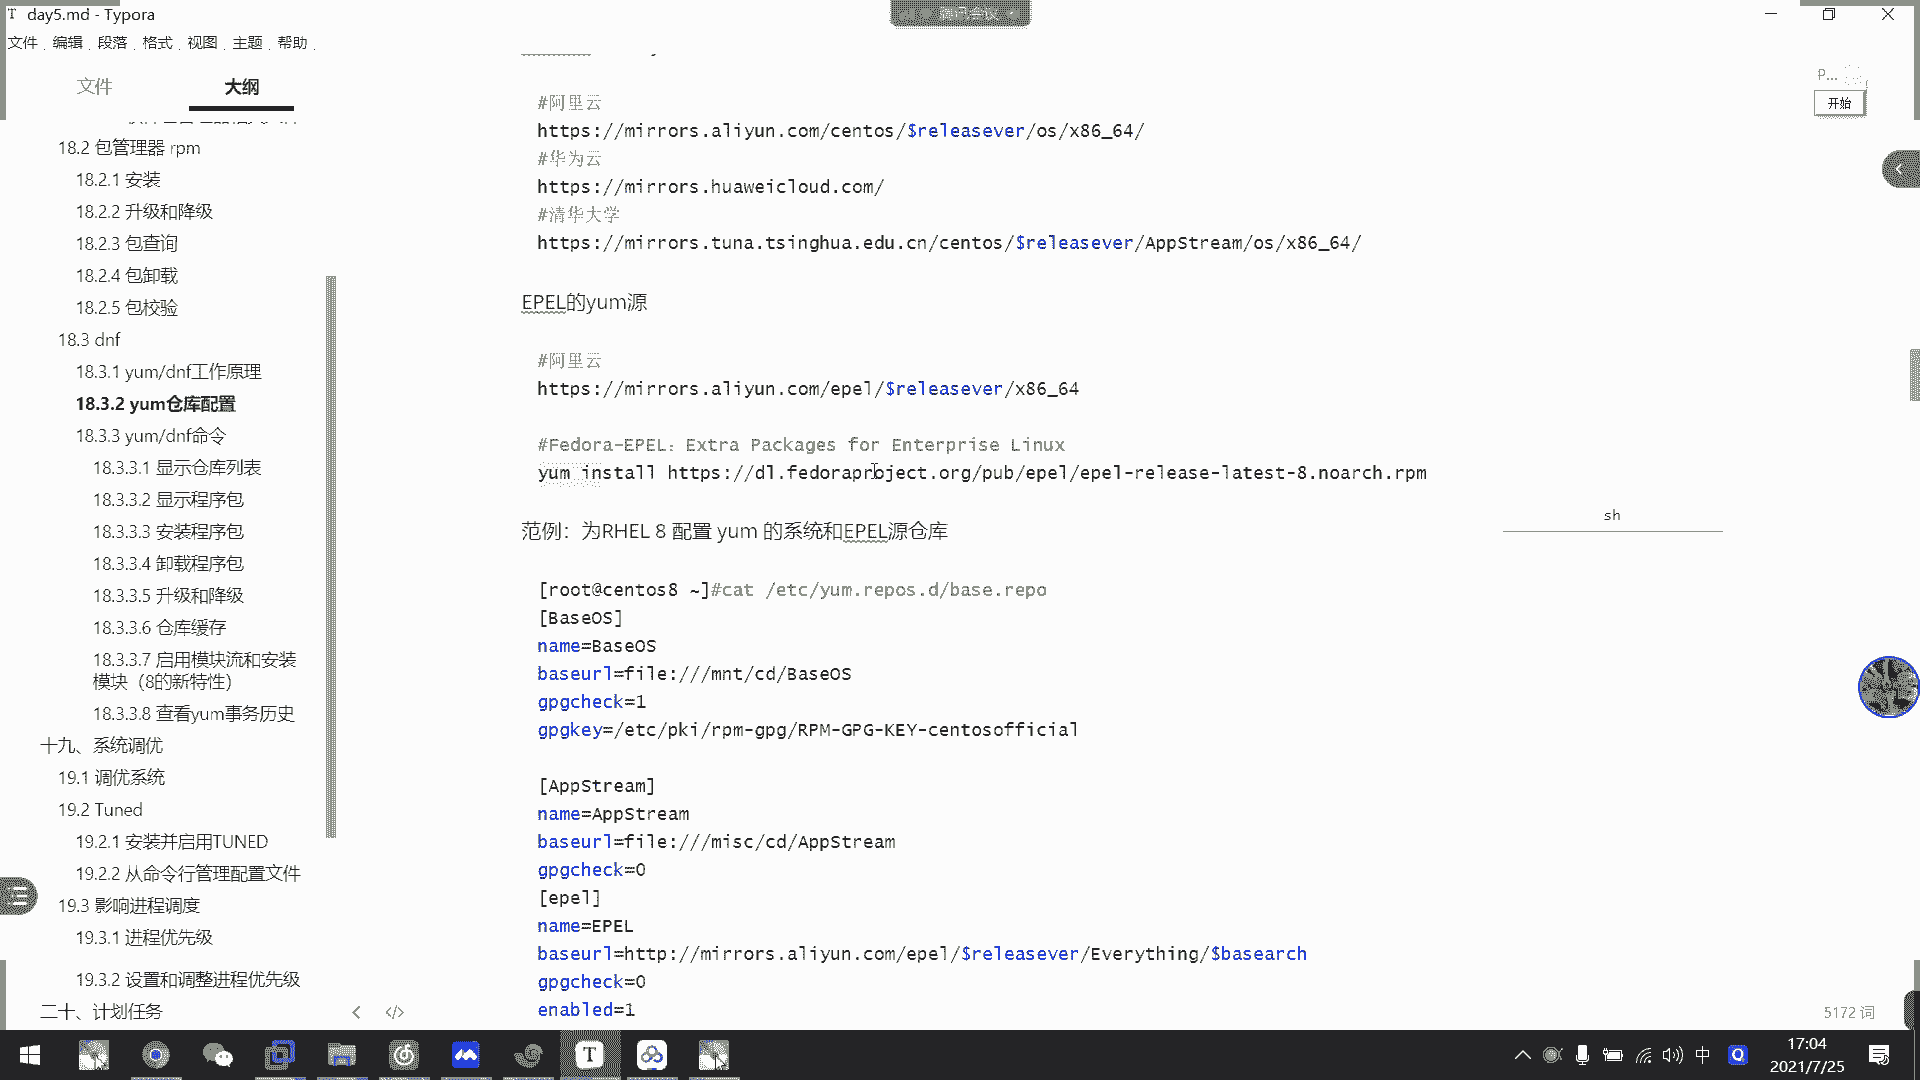 day5.md - Typora
文件 编辑 段落 格式 视图 主题 帮助
文件 大纲
18.2 包管理器 rpm
18.2.1 安装
18.2.2 升级和降级
18.2.3 包查询
18.2.4 包卸载
18.2.5 包校验
18.3 dnf
18.3.1 yum/dnf工作原理
18.3.2 yum仓库配置
18.3.3 yum/dnf命令
18.3.3.1 显示仓库列表
18.3.3.2 显示程序包
18.3.3.3 安装程序包
18.3.3.4 卸载程序包
18.3.3.5 升级和降级
18.3.3.6 仓库缓存
18.3.3.7 启用模块流和安装
模块（8的新特性）
18.3.3.8 查看yum事务历史
十九、系统调优
19.1 调优系统
19.2 Tuned
19.2.1 安装并启用TUNED
19.2.2 从命令行管理配置文件
19.3 影响进程调度
19.3.1 进程优先级
19.3.2 设置和调整进程优先级
二十、计划任务
#阿里云
https://mirrors.aliyun.com/centos/$releasever/os/x86_64/
#华为云
https://mirrors.huaweicloud.com/
#清华大学
https://mirrors.tuna.tsinghua.edu.cn/centos/$releasever/AppStream/os/x86_64/
EPEL的yum源
#阿里云
https://mirrors.aliyun.com/epel/$releasever/x86_64
#Fedora-EPEL：Extra Packages for Enterprise Linux
yum install https://dl.fedoraproject.org/pub/epel/epel-release-latest-8.noarch.rpm
sh
范例：为RHEL 8 配置 yum 的系统和EPEL源仓库
[root@centos8 ~]#cat /etc/yum.repos.d/base.repo
[BaseOS]
name=BaseOS
baseurl=file:///mnt/cd/BaseOS
gpgcheck=1
gpgkey=/etc/pki/rpm-gpg/RPM-GPG-KEY-centosofficial
[AppStream]
name=AppStream
baseurl=file:///misc/cd/AppStream
gpgcheck=0
[epel]
name=EPEL
baseurl=http://mirrors.aliyun.com/epel/$releasever/Everything/$basearch
gpgcheck=0
enabled=1
P...
开始
5172 词
中
17:04
2021/7/25